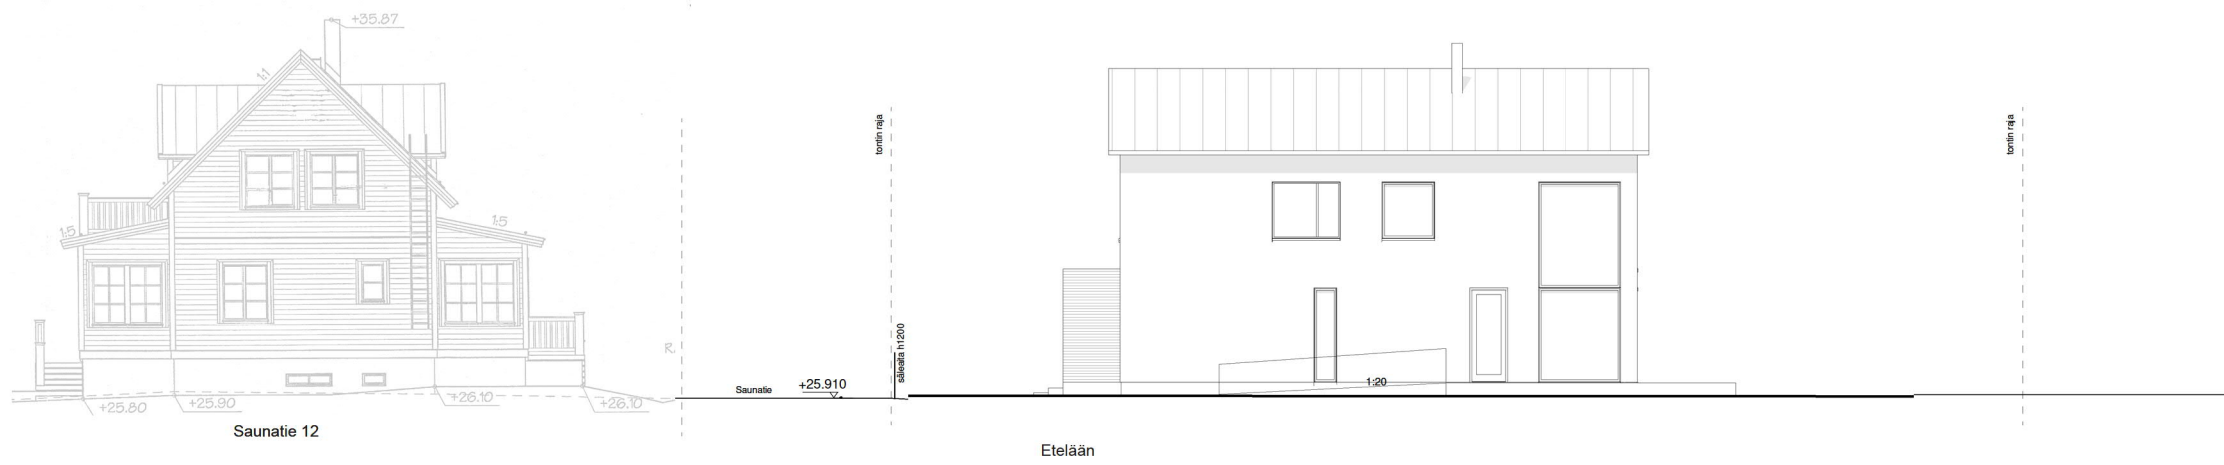 +35.87
1:1
1:5
1:5
tontin raja
tontin raja
säleaita h1200
Saunatie
+25.910
1:20
+25.80
+25.90
+26.10
+26.10
Saunatie 12
Etelään